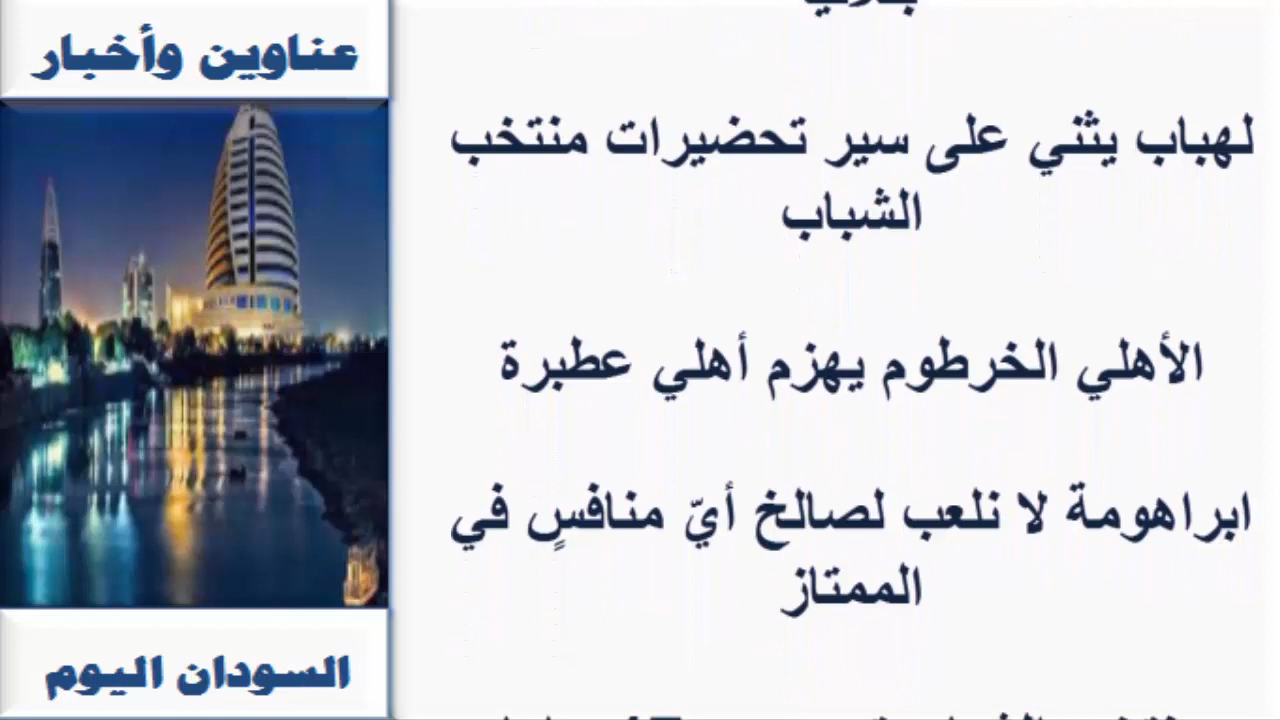 عناوين وأخبار
لهباب يثني على سير تحضيرات منتخب
الشباب
الأهلي الخرطوم يهزم أهلي عطبرة
ابراهومة لا نلعب لصالخ أيّ منافسٍ في
الممتاز
السودان اليوم